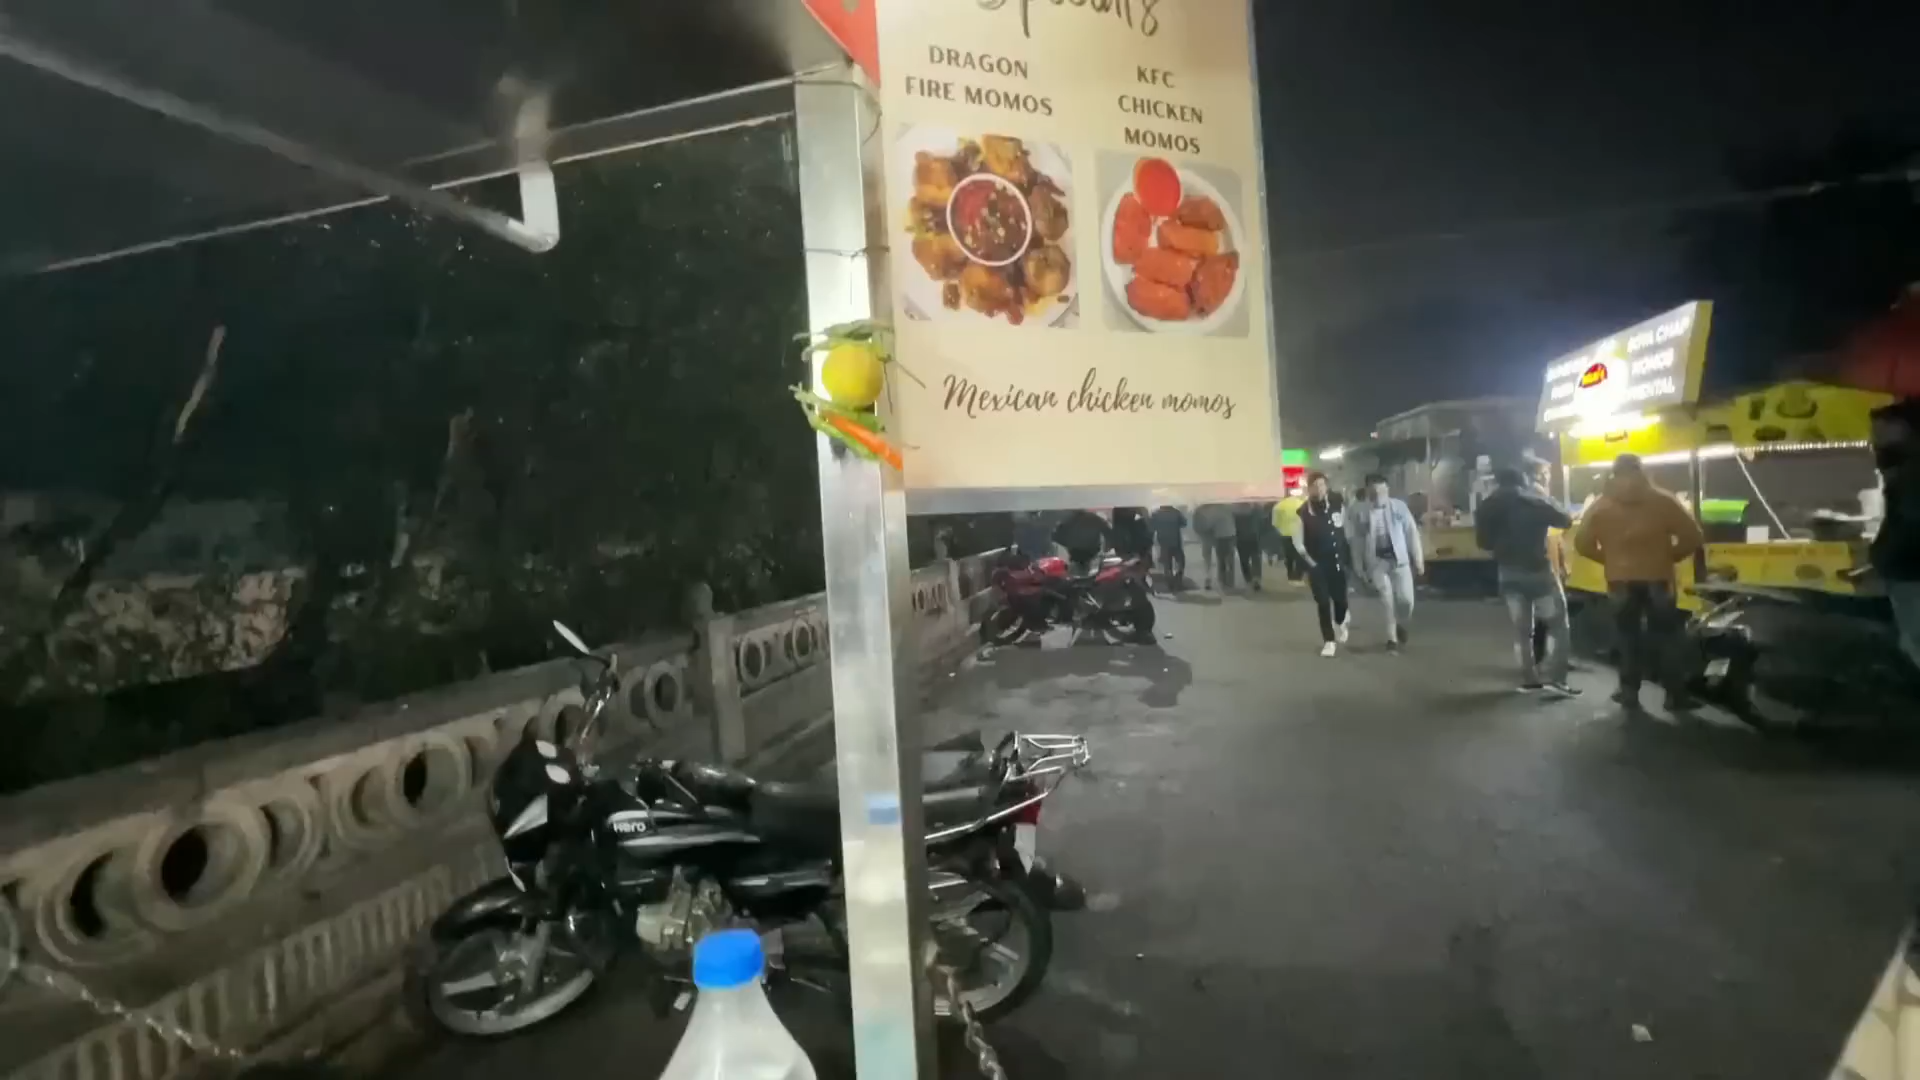 DRAGON
FIRE MOMOS
KFC
CHICKEN
MOMOS
Mexican chicken momos
SOYA CHAP
MOMOS
Hero